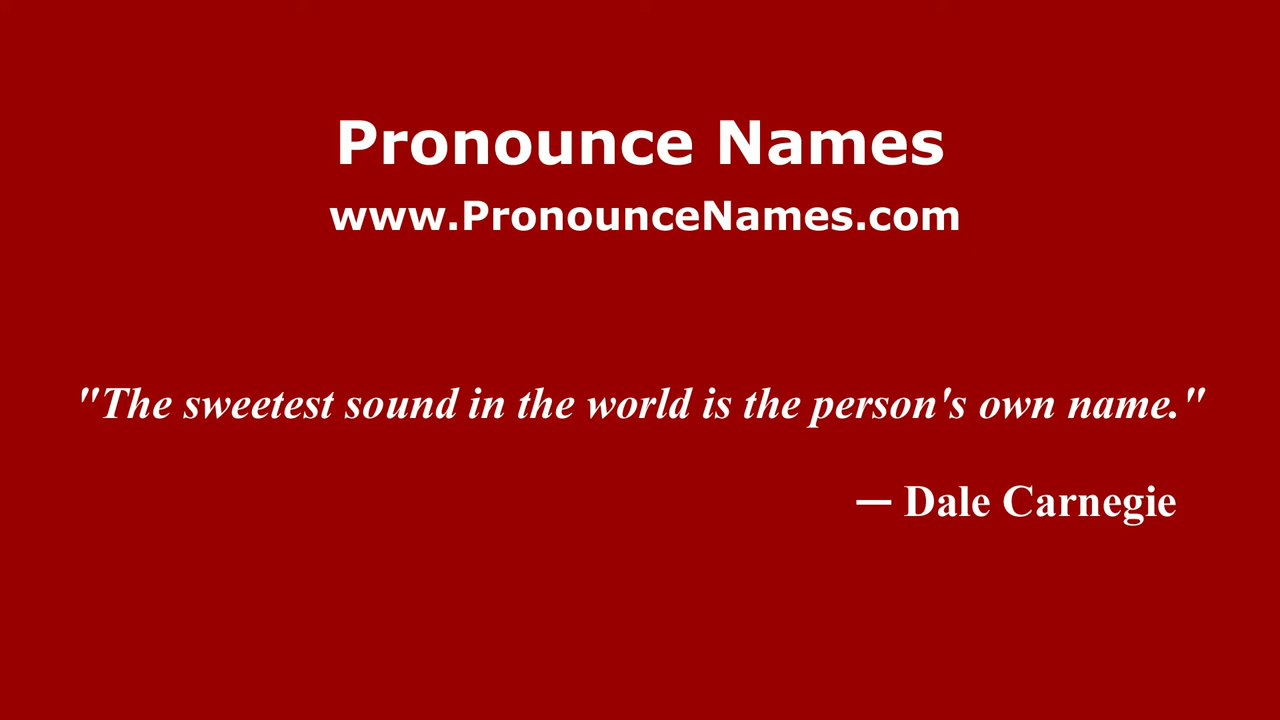 Pronounce Names
www.PronounceNames.com
"The sweetest sound in the world is the person's own name."
— Dale Carnegie